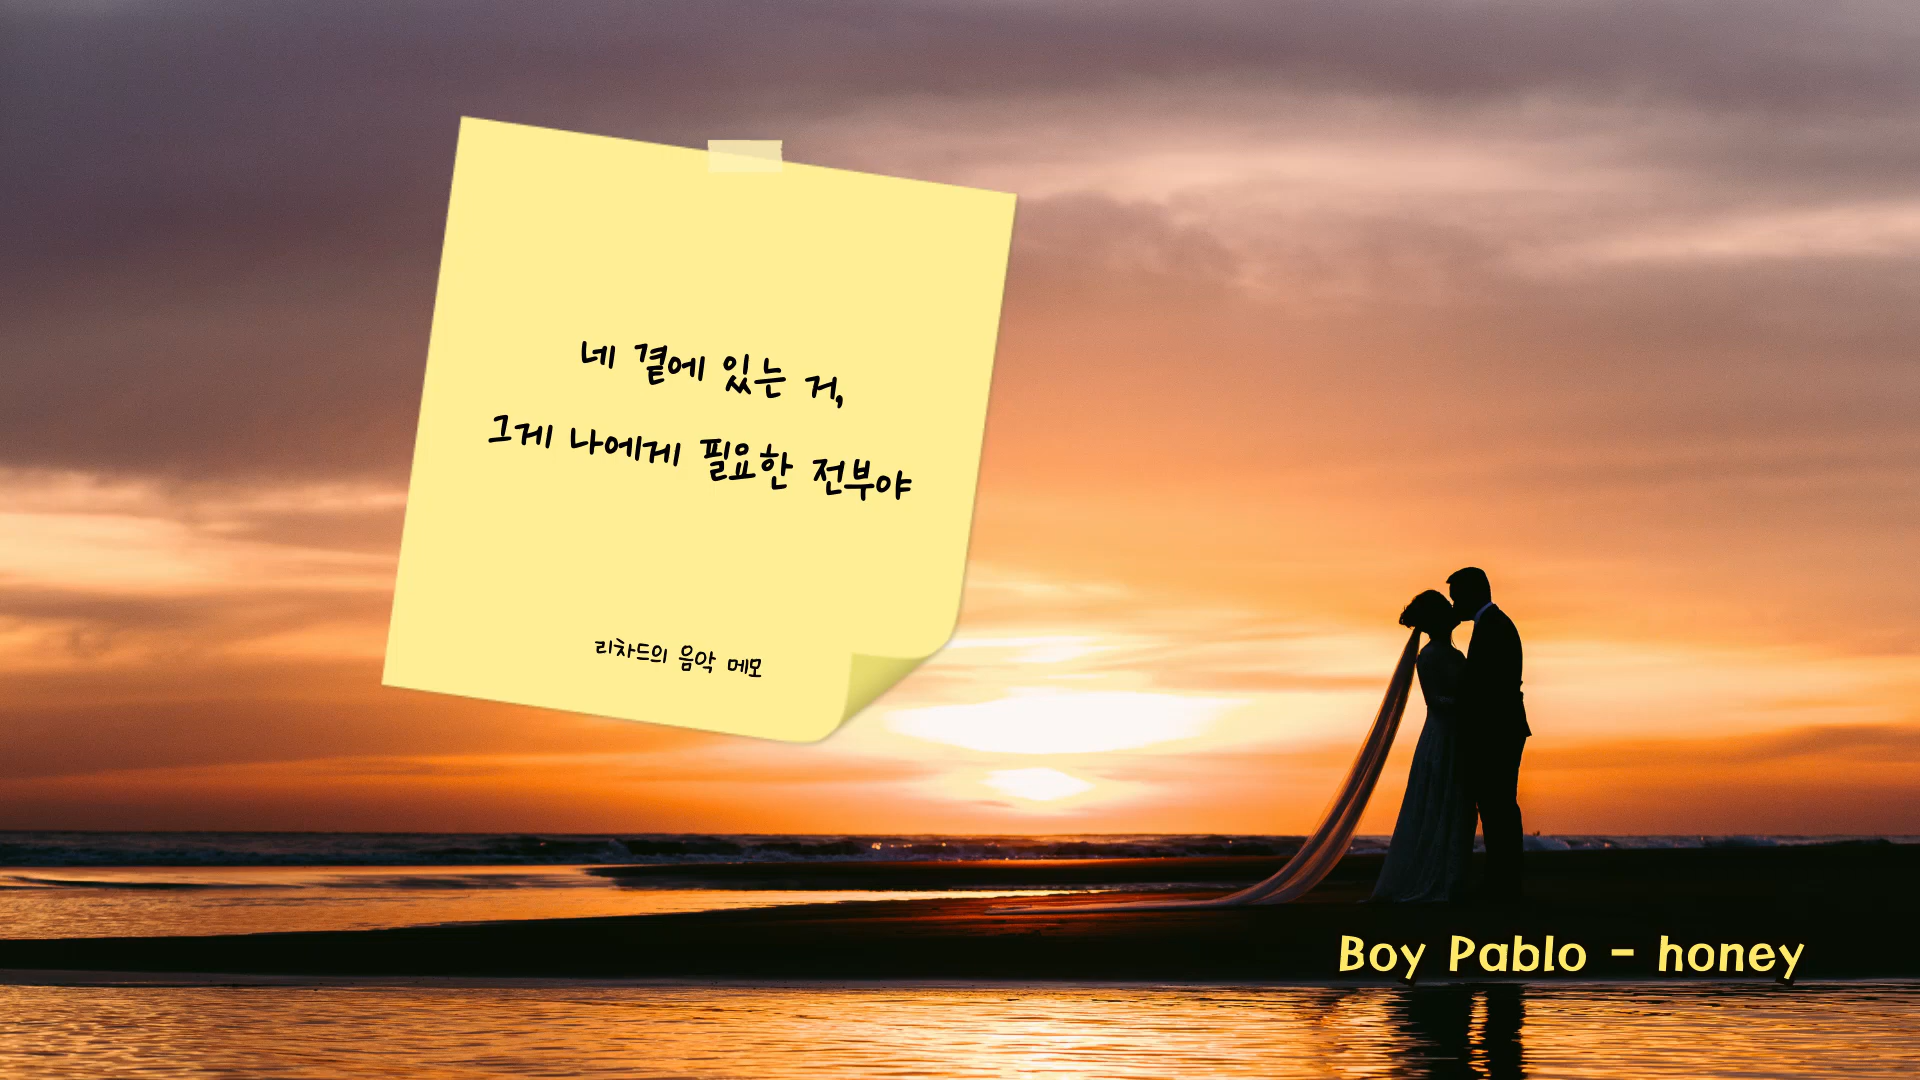 네 곁에 있는 거,
그게 나에게 필요한 전부야
리차드의 음악 메모
Boy Pablo - honey